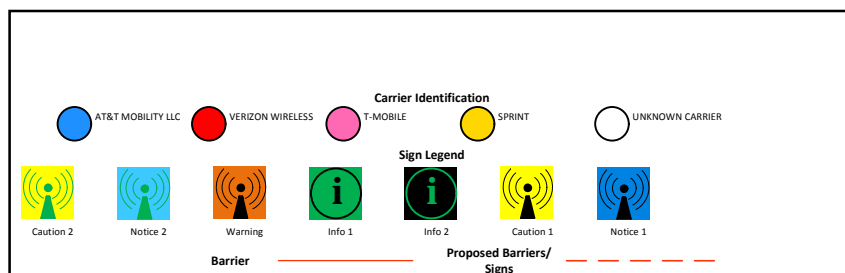 Carrier Identification
AT&T MOBILITY LLC
VERIZON WIRELESS
T-MOBILE
SPRINT
UNKNOWN CARRIER
Sign Legend
i
i
Caution 2
Notice 2
Warning
Info 1
Info 2
Caution 1
Notice 1
Barrier
Proposed Barriers/
Signs